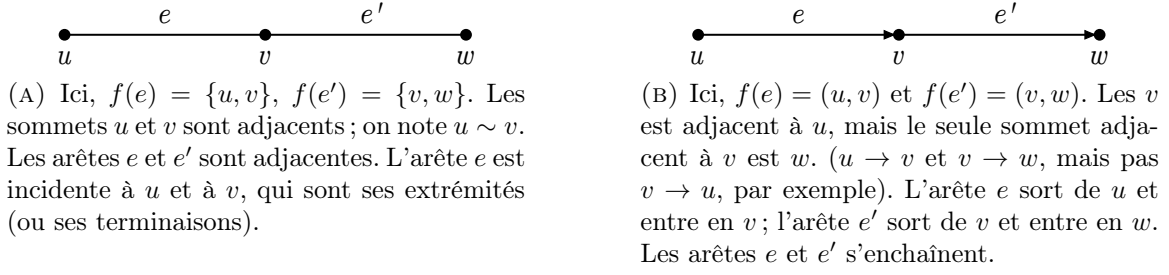 e e′
u v w
(A) Ici, f(e) = {u, v}, f(e′) = {v, w}. Les
sommets u et v sont adjacents ; on note u ∼ v.
Les arêtes e et e′ sont adjacentes. L'arête e est
incidente à u et à v, qui sont ses extrémités
(ou ses terminaisons).
e e′
u v w
(B) Ici, f(e) = (u, v) et f(e′) = (v, w). Les v
est adjacent à u, mais le seule sommet adja-
cent à v est w. (u → v et v → w, mais pas
v → u, par exemple). L'arête e sort de u et
entre en v ; l'arête e′ sort de v et entre en w.
Les arêtes e et e′ s'enchaînent.